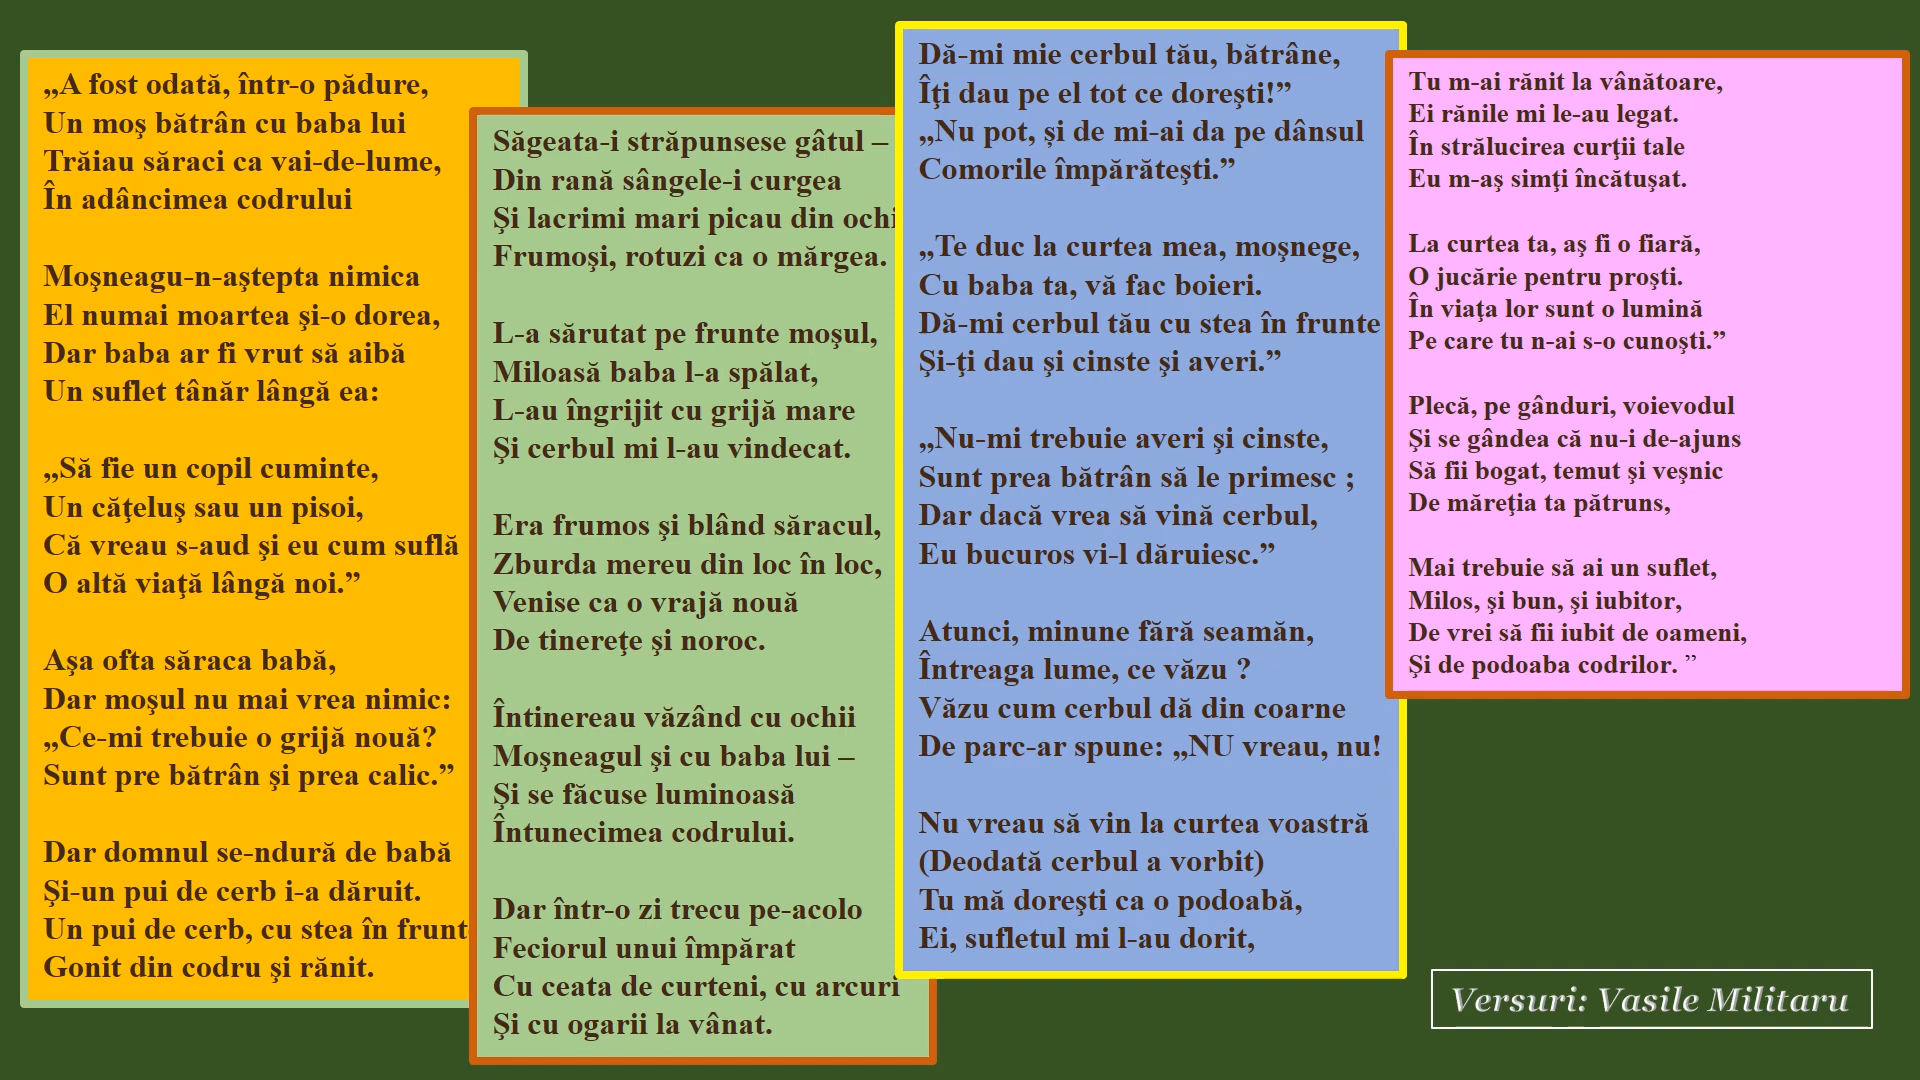 „A fost odată, într-o pădure,
Un moş bătrân cu baba lui
Trăiau săraci ca vai-de-lume,
În adâncimea codrului
Moşneagu-n-aştepta nimica
El numai moartea şi-o dorea,
Dar baba ar fi vrut să aibă
Un suflet tânăr lângă ea:
„Să fie un copil cuminte,
Un căţeluş sau un pisoi,
Că vreau s-aud şi eu cum suflă
O altă viaţă lângă noi.”
Aşa ofta săraca babă,
Dar moşul nu mai vrea nimic:
„Ce-mi trebuie o grijă nouă?
Sunt pre bătrân şi prea calic.”
Dar domnul se-ndură de babă
Şi-un pui de cerb i-a dăruit.
Un pui de cerb, cu stea în frunt
Gonit din codru şi rănit.
Săgeata-i străpunsese gâtul –
Din rană sângele-i curgea
Şi lacrimi mari picau din ochi
Frumoşi, rotuzi ca o mărgea.
L-a sărutat pe frunte moşul,
Miloasă baba l-a spălat,
L-au îngrijit cu grijă mare
Şi cerbul mi l-au vindecat.
Era frumos şi blând săracul,
Zburda mereu din loc în loc,
Venise ca o vrajă nouă
De tinereţe şi noroc.
Întinereau văzând cu ochii
Moşneagul şi cu baba lui –
Şi se făcuse luminoasă
Întunecimea codrului.
Dar într-o zi trecu pe-acolo
Feciorul unui împărat
Cu ceata de curteni, cu arcuri
Şi cu ogarii la vânat.
Dă-mi mie cerbul tău, bătrâne,
Îţi dau pe el tot ce doreşti!”
„Nu pot, și de mi-ai da pe dânsul
Comorile împărăteşti.”
„Te duc la curtea mea, moşnege,
Cu baba ta, vă fac boieri.
Dă-mi cerbul tău cu stea în frunte
Şi-ţi dau şi cinste şi averi.”
„Nu-mi trebuie averi şi cinste,
Sunt prea bătrân să le primesc ;
Dar dacă vrea să vină cerbul,
Eu bucuros vi-l dăruiesc.”
Atunci, minune fără seamăn,
Întreaga lume, ce văzu ?
Văzu cum cerbul dă din coarne
De parc-ar spune: „NU vreau, nu!
Nu vreau să vin la curtea voastră
(Deodată cerbul a vorbit)
Tu mă doreşti ca o podoabă,
Ei, sufletul mi l-au dorit,
Tu m-ai rănit la vânătoare,
Ei rănile mi le-au legat.
În strălucirea curţii tale
Eu m-aş simţi încătuşat.
La curtea ta, aş fi o fiară,
O jucărie pentru proşti.
În viaţa lor sunt o lumină
Pe care tu n-ai s-o cunoşti.”
Plecă, pe gânduri, voievodul
Şi se gândea că nu-i de-ajuns
Să fii bogat, temut şi veşnic
De măreţia ta pătruns,
Mai trebuie să ai un suflet,
Milos, şi bun, şi iubitor,
De vrei să fii iubit de oameni,
Şi de podoaba codrilor. ”
Versuri: Vasile Militaru